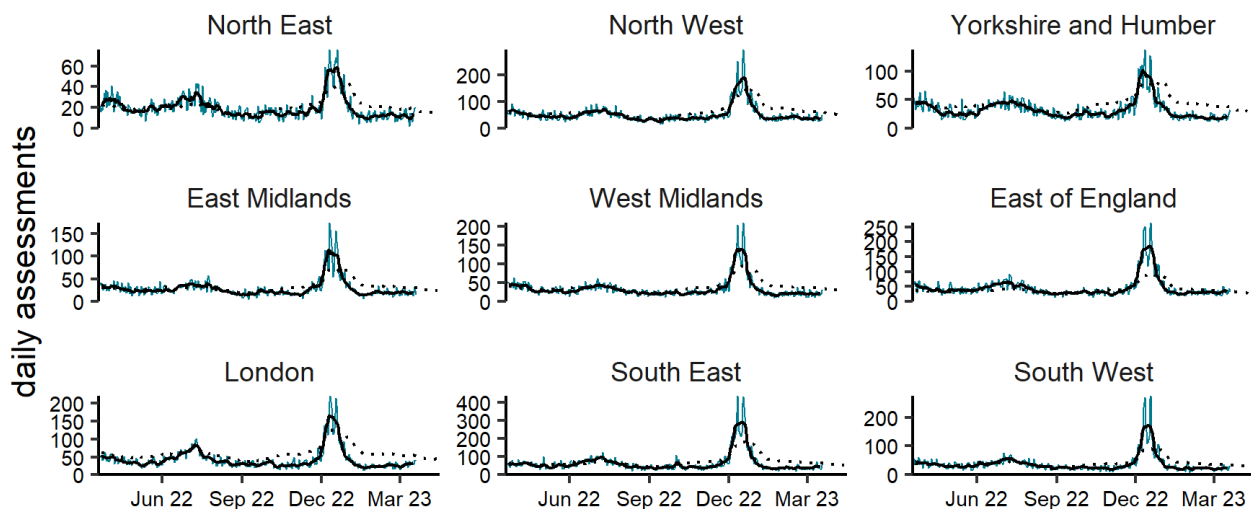 daily assessments
North East
60
40
20
0
North West
200
100
0
Yorkshire and Humber
100
50
0
East Midlands
150
100
50
0
West Midlands
200
150
100
50
0
East of England
250
200
150
100
50
0
London
200
150
100
50
0
South East
400
300
200
100
0
South West
200
100
0
Jun 22 Sep 22 Dec 22 Mar 23
Jun 22 Sep 22 Dec 22 Mar 23
Jun 22 Sep 22 Dec 22 Mar 23